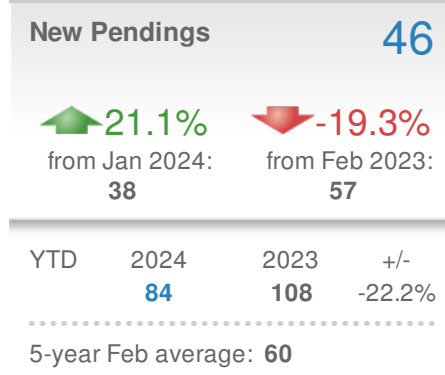 New Pendings 46
21.1% -19.3%
from Jan 2024: from Feb 2023:
38 57
YTD 2024 2023 +/-
84 108 -22.2%
5-year Feb average: 60